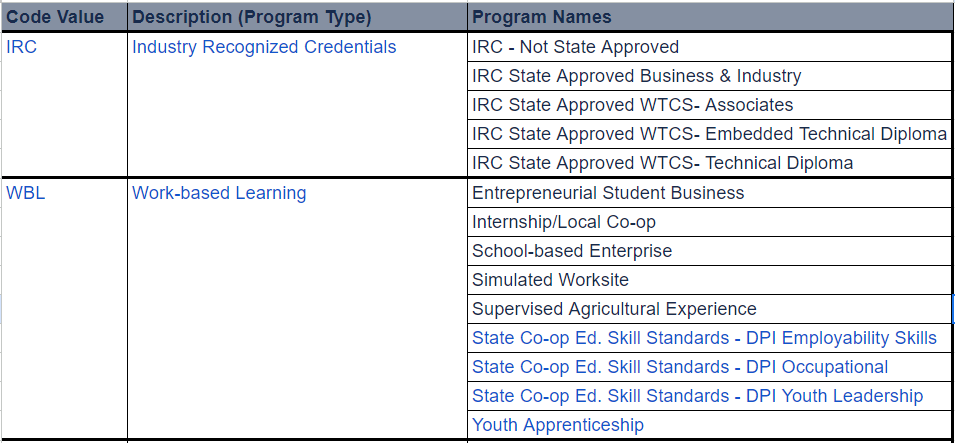 Code Value Description (Program Type) Program Names
IRC Industry Recognized Credentials IRC - Not State Approved
IRC State Approved Business & Industry
IRC State Approved WTCS- Associates
IRC State Approved WTCS- Embedded Technical Diploma
IRC State Approved WTCS- Technical Diploma
WBL Work-based Learning Entrepreneurial Student Business
Internship/Local Co-op
School-based Enterprise
Simulated Worksite
Supervised Agricultural Experience
State Co-op Ed. Skill Standards - DPI Employability Skills
State Co-op Ed. Skill Standards - DPI Occupational
State Co-op Ed. Skill Standards - DPI Youth Leadership
Youth Apprenticeship